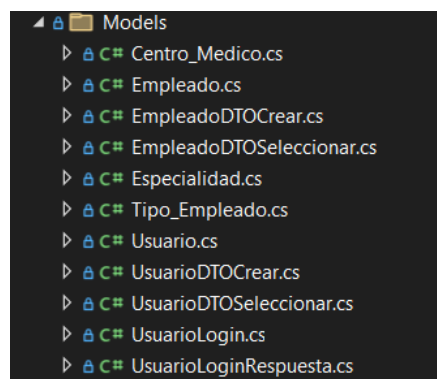 Models
C# Centro_Medico.cs
C# Empleado.cs
C# EmpleadoDTOCrear.cs
C# EmpleadoDTOSeleccionar.cs
C# Especialidad.cs
C# Tipo_Empleado.cs
C# Usuario.cs
C# UsuarioDTOCrear.cs
C# UsuarioDTOSeleccionar.cs
C# UsuarioLogin.cs
C# UsuarioLoginRespuesta.cs